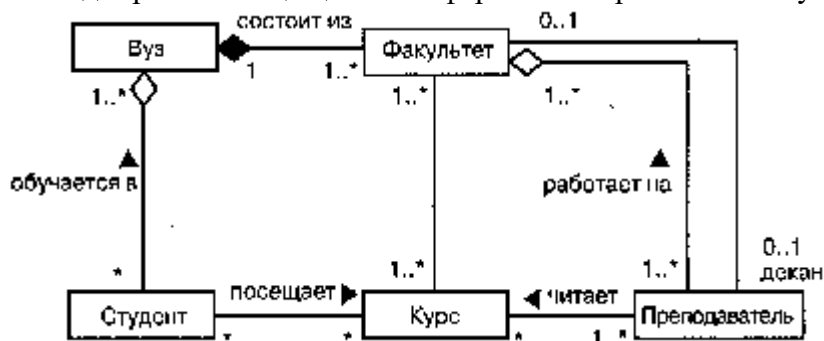 состоит из
0..1
Вуз
Факультет
1
1..*
1..*
1..*
1..*
обучается в
работает на
0..1
*
1..*
1..*
декан
посещает
читает
Студент
Курс
Преподаватель
*
*
*
1..*